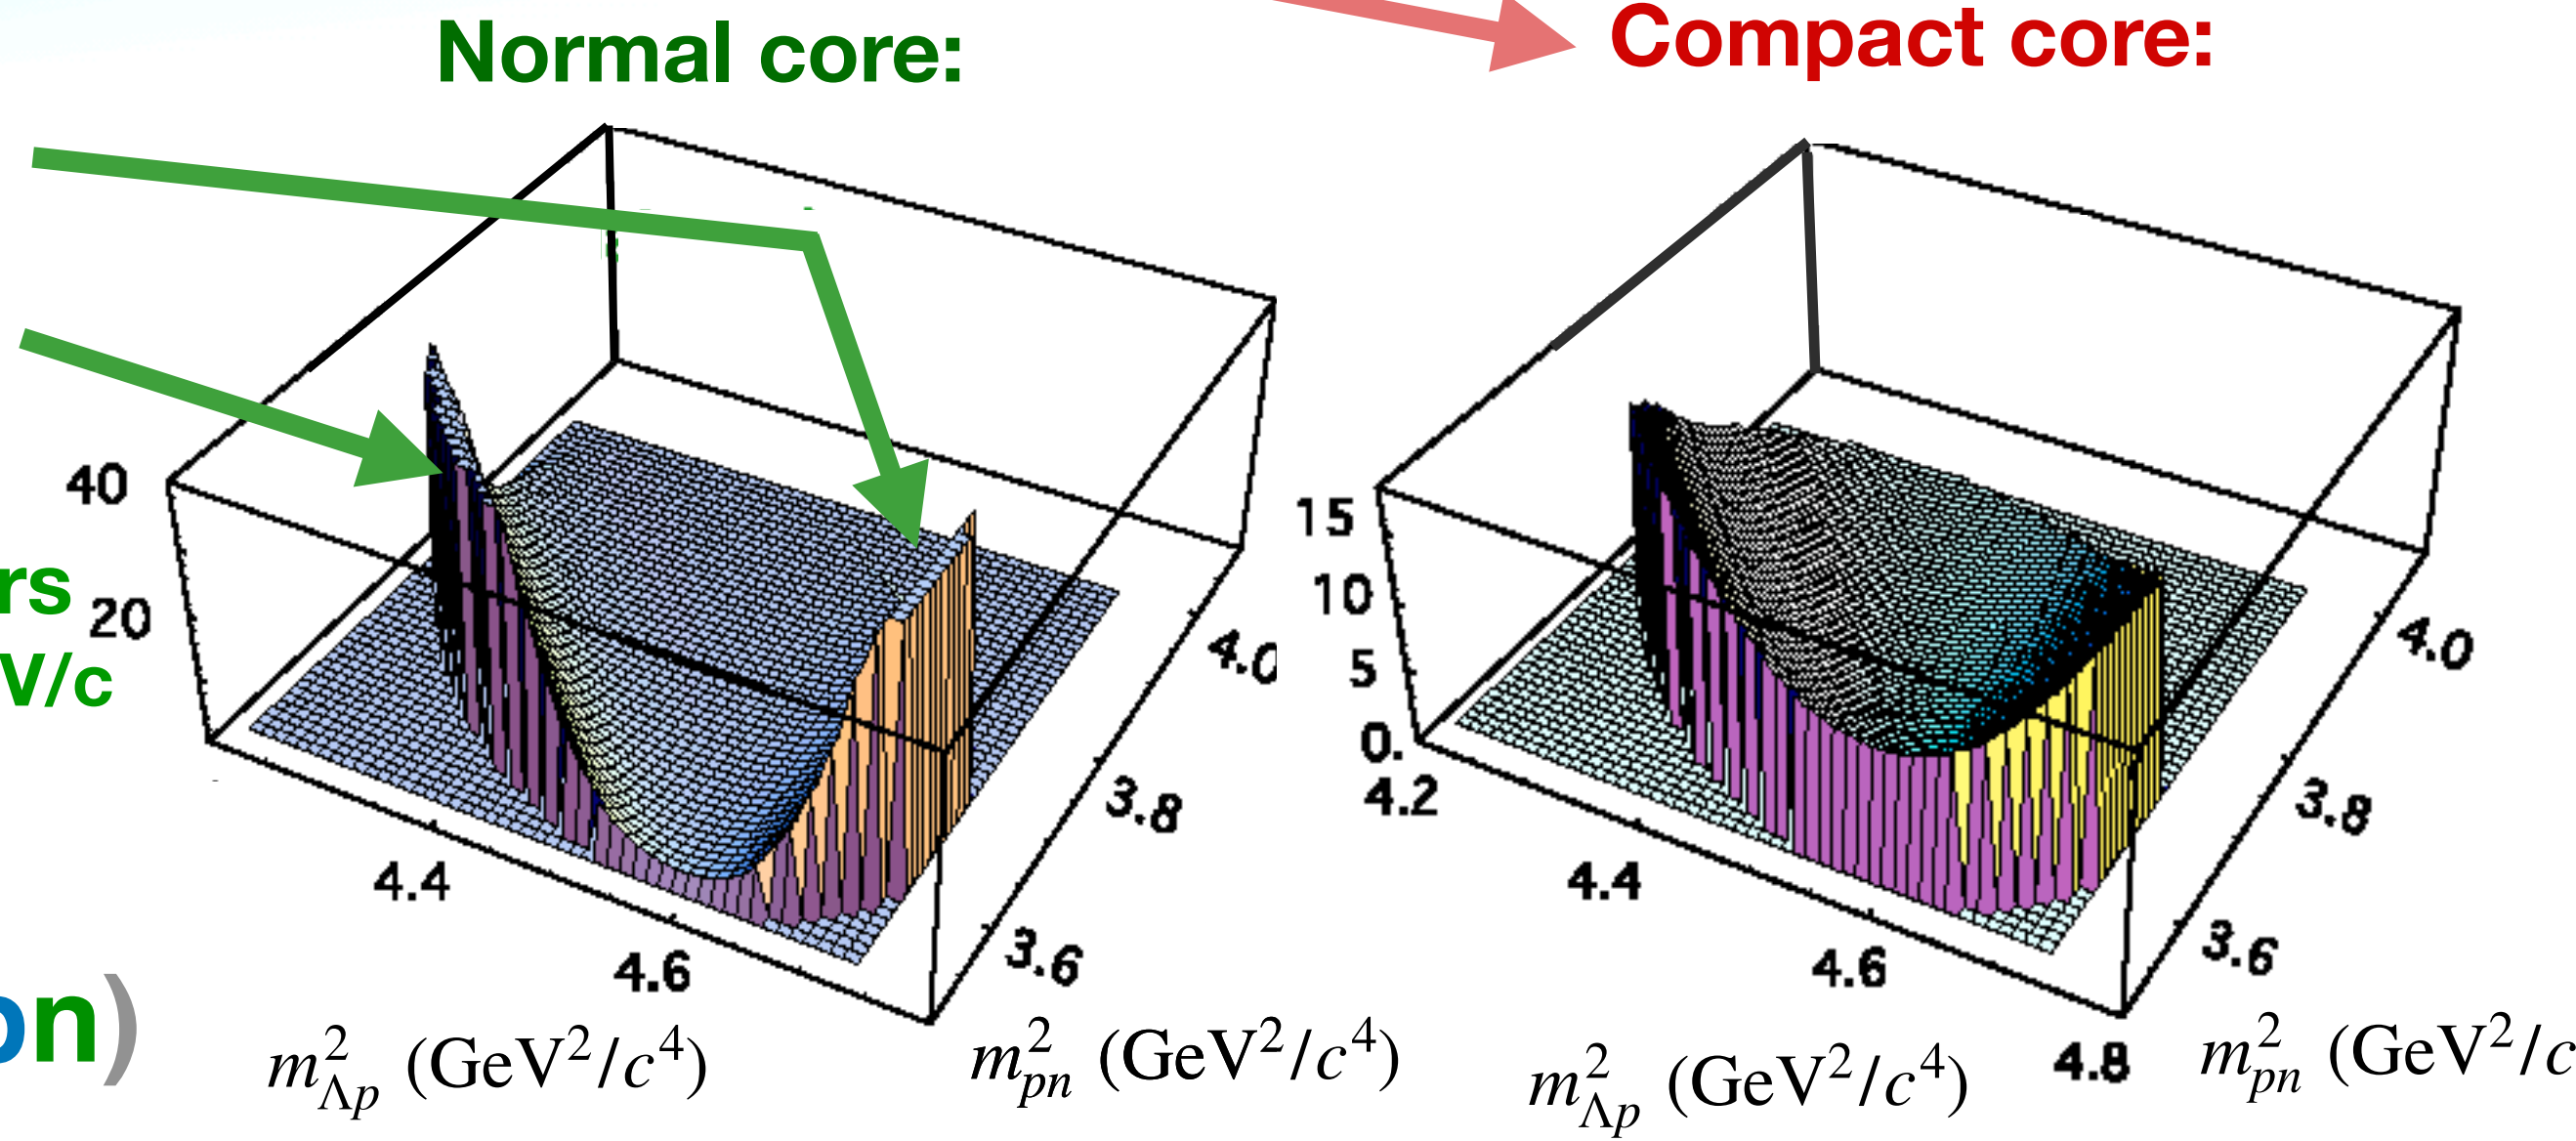 Normal core:
Compact core:
40
20
rs
V/c
4.4
4.6
3.6
3.8
4.0
15
10
5
0.
4.2
4.4
4.6
4.8
3.6
3.8
4.0
n)
m²Λp (GeV²/c⁴)
m²pn (GeV²/c⁴)
m²Λp (GeV²/c⁴)
m²pn (GeV²/c